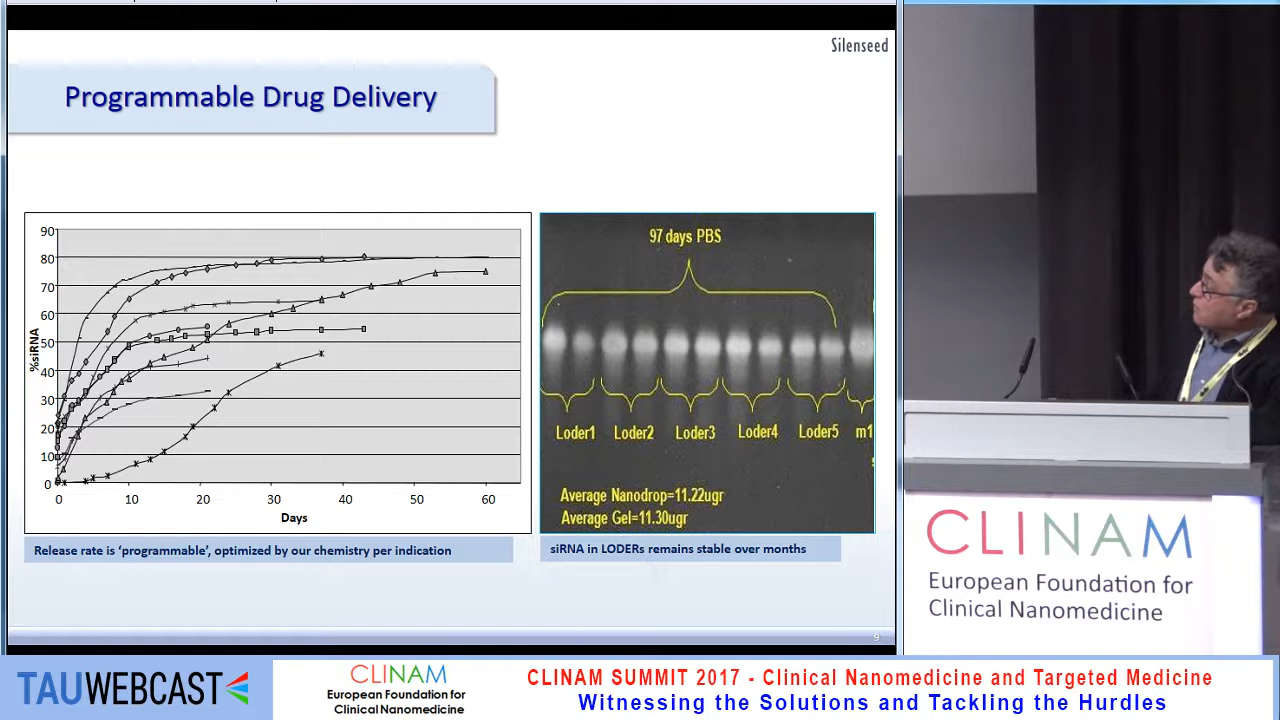 Silenseed
Programmable Drug Delivery
90
80
70
60
50
40
30
20
10
0
%siRNA
0 10 20 30 40 50 60
Days
97 days PBS
Loder1 Loder2 Loder3 Loder4 Loder5 m1
Average Nanodrop=11.22ugr
Average Gel=11.30ugr
Release rate is ‘programmable’, optimized by our chemistry per indication
siRNA in LODERs remains stable over months
9
CLINAM
European Foundation for
Clinical Nanomedicine
TAUWEBCAST
CLINAM
European Foundation for
Clinical Nanomedicine
CLINAM SUMMIT 2017 - Clinical Nanomedicine and Targeted Medicine
Witnessing the Solutions and Tackling the Hurdles